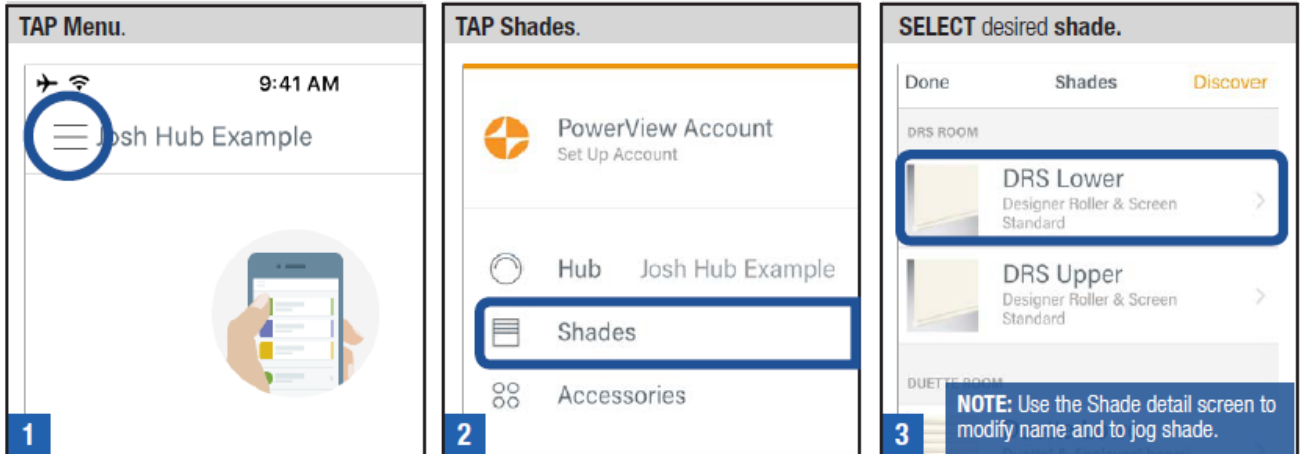 TAP Menu.
9:41 AM
Josh Hub Example
1
TAP Shades.
PowerView Account
Set Up Account
Hub Josh Hub Example
Shades
Accessories
2
SELECT desired shade.
Done Shades Discover
DRS ROOM
DRS Lower
Designer Roller & Screen
Standard
DRS Upper
Designer Roller & Screen
Standard
DUETTE ROOM
NOTE: Use the Shade detail screen to
modify name and to jog shade.
3